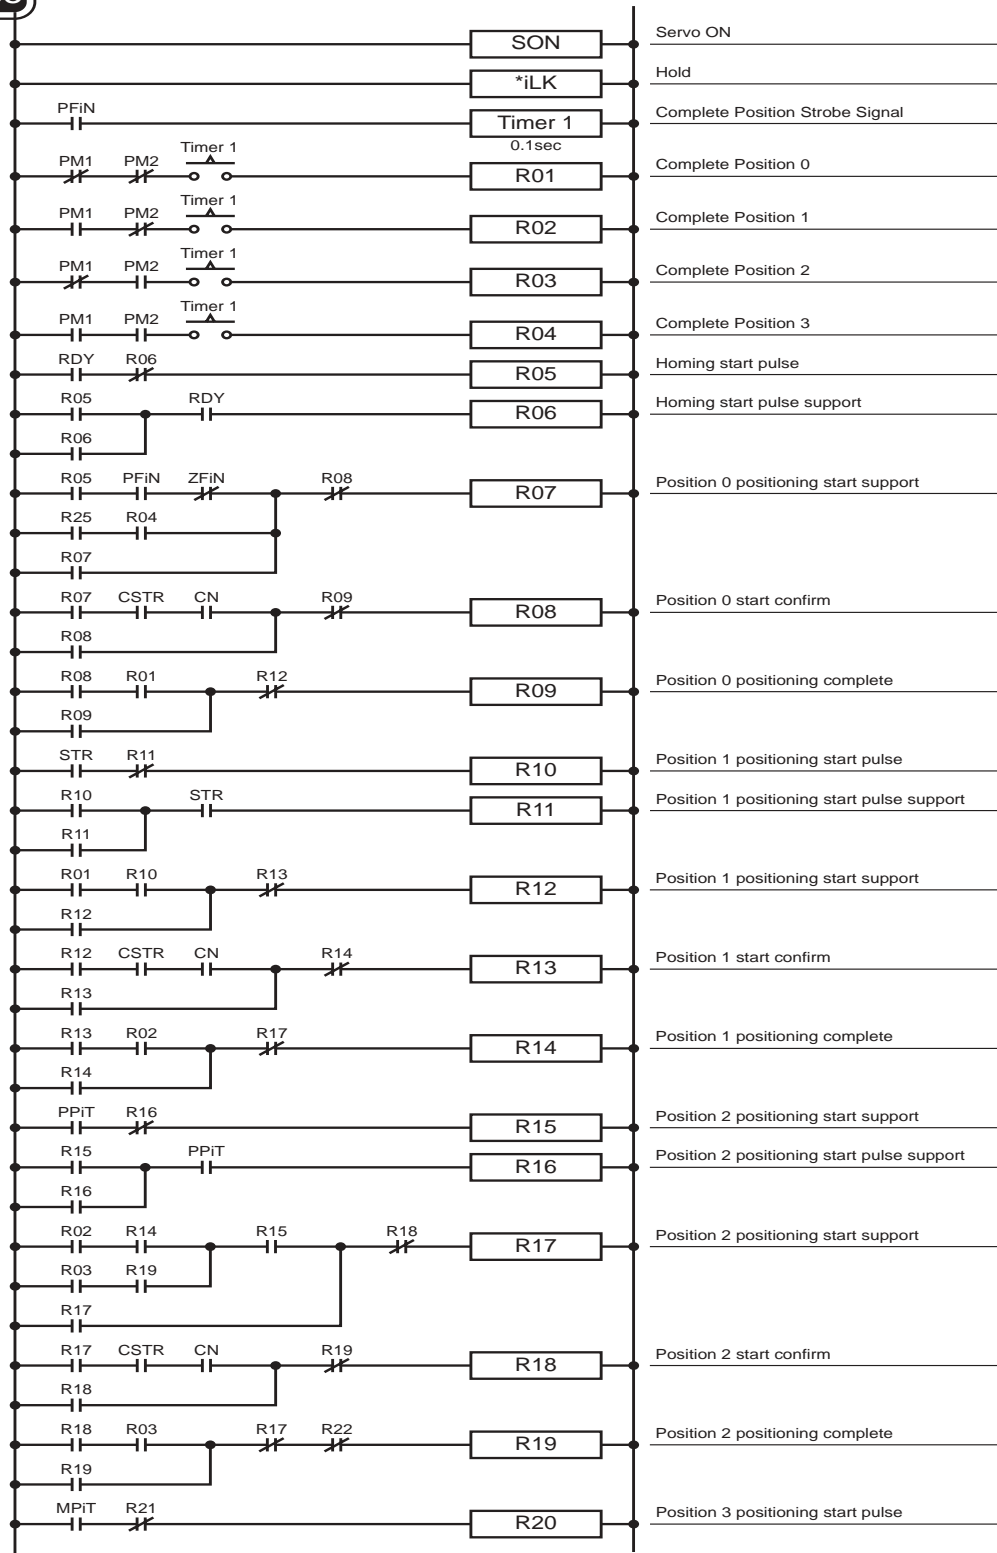 SON Servo ON
*iLK Hold
PFiN Timer 1 Complete Position Strobe Signal
0.1sec
PM1 PM2 Timer 1 R01 Complete Position 0
PM1 PM2 Timer 1 R02 Complete Position 1
PM1 PM2 Timer 1 R03 Complete Position 2
PM1 PM2 Timer 1 R04 Complete Position 3
RDY R06 R05 Homing start pulse
R05 RDY R06 Homing start pulse support
R06
R05 PFiN ZFiN R08 R07 Position 0 positioning start support
R25 R04
R07
R07 CSTR CN R09 R08 Position 0 start confirm
R08
R08 R01 R12 R09 Position 0 positioning complete
R09
STR R11 R10 Position 1 positioning start pulse
R10 STR R11 Position 1 positioning start pulse support
R11
R01 R10 R13 R12 Position 1 positioning start support
R12
R12 CSTR CN R14 R13 Position 1 start confirm
R13
R13 R02 R17 R14 Position 1 positioning complete
R14
PPiT R16 R15 Position 2 positioning start support
R15 PPiT R16 Position 2 positioning start pulse support
R16
R02 R14 R15 R18 R17 Position 2 positioning start support
R03 R19
R17
R17 CSTR CN R19 R18 Position 2 start confirm
R18
R18 R03 R17 R22 R19 Position 2 positioning complete
R19
MPiT R21 R20 Position 3 positioning start pulse